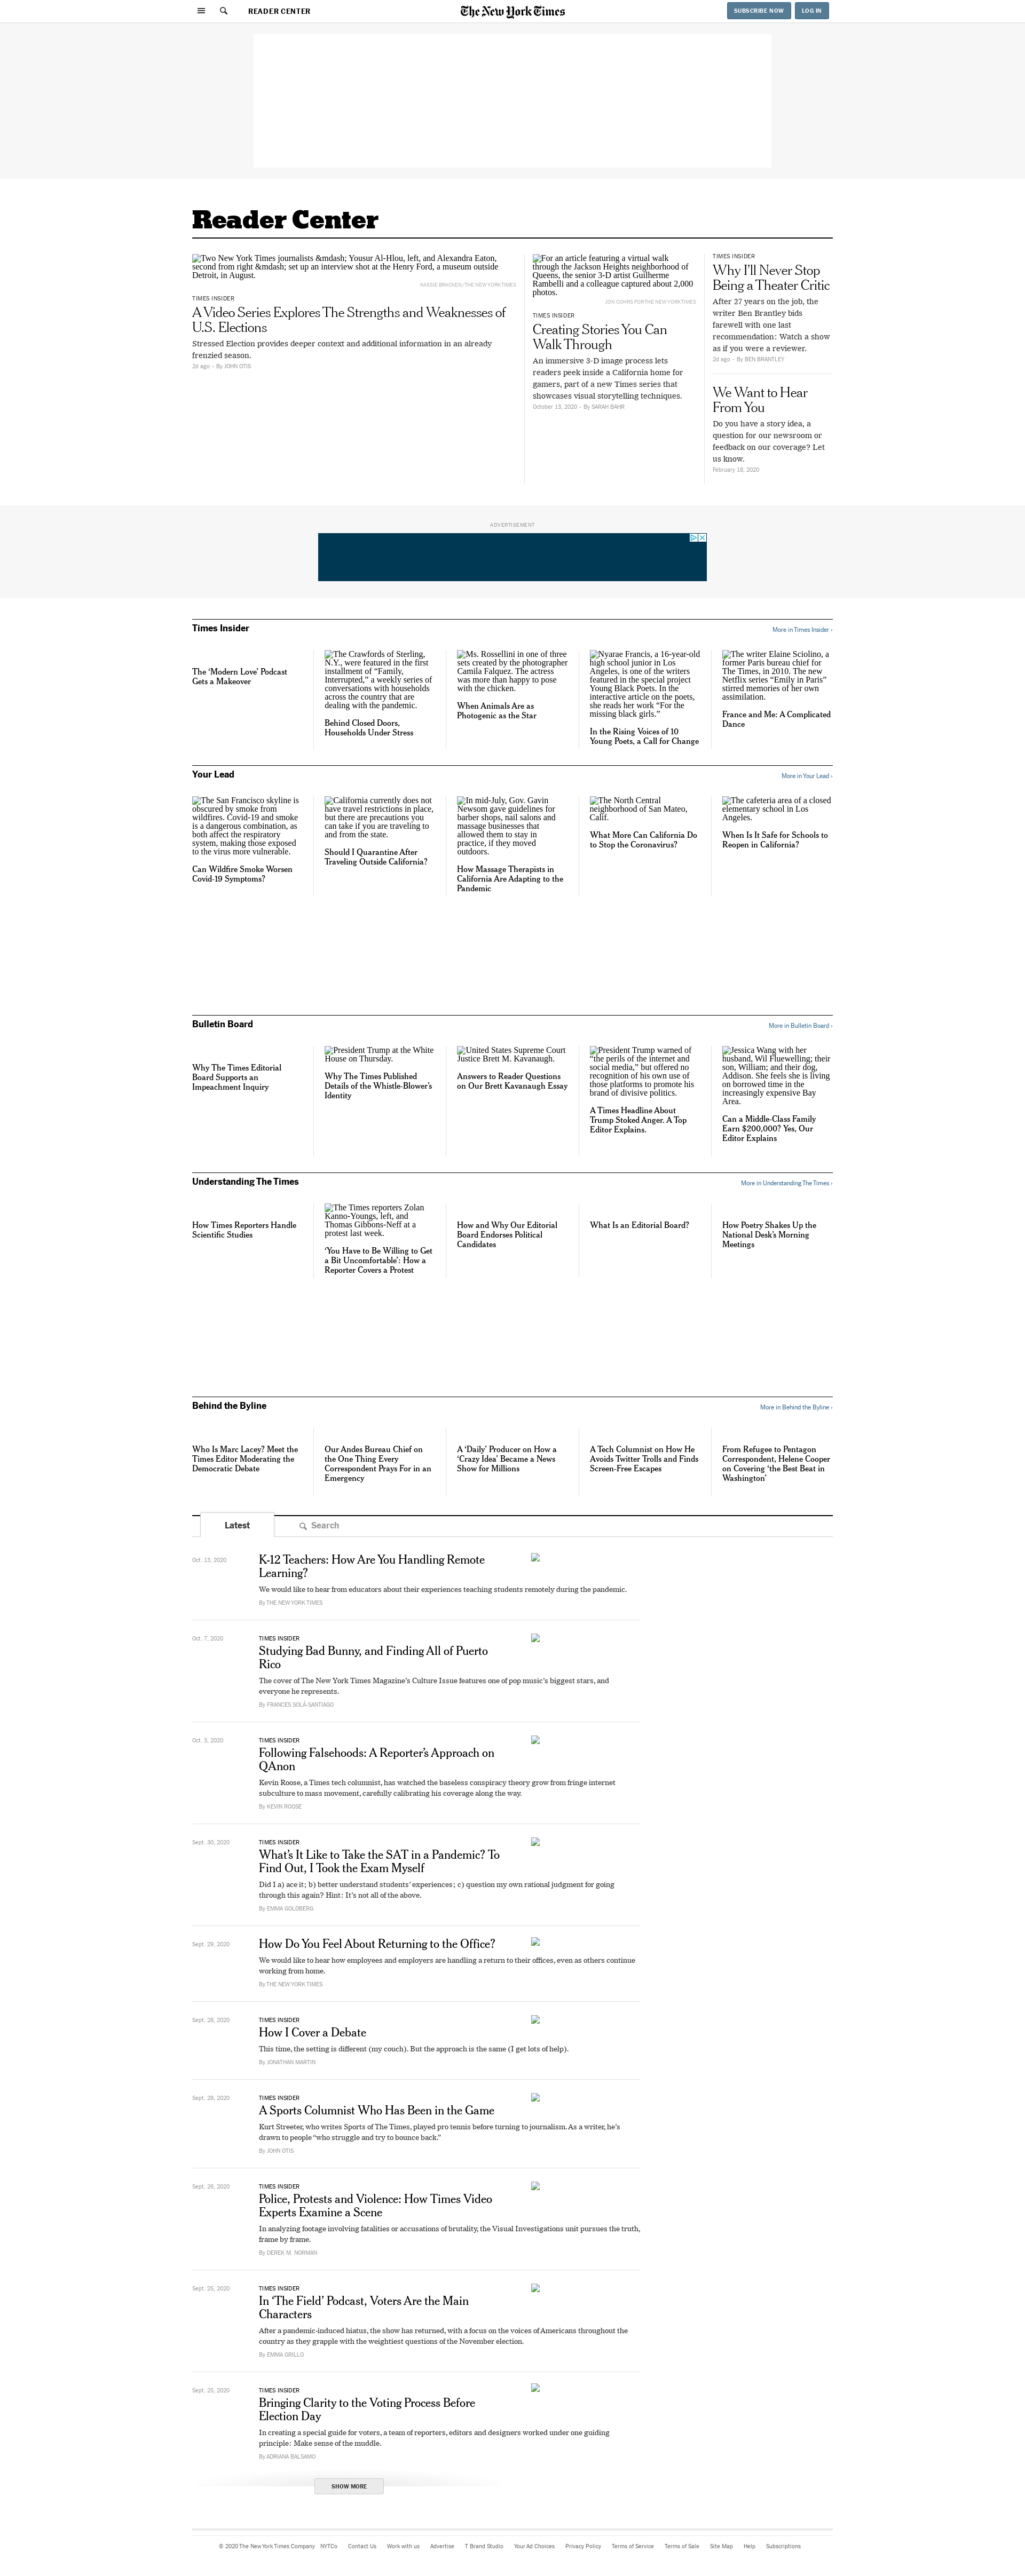 READER CENTER
The New York Times
SUBSCRIBE NOW
LOG IN
Reader Center
Two New York Times journalists &mdash; Yousur Al-Hlou, left, and Alexandra Eaton,
second from right &mdash; set up an interview shot at the Henry Ford, a museum outside
Detroit, in August.
KASSIE BRACKEN/THE NEW YORK TIMES
TIMES INSIDER
A Video Series Explores The Strengths and Weaknesses of
U.S. Elections
Stressed Election provides deeper context and additional information in an already
frenzied season.
2d ago - By JOHN OTIS
For an article featuring a virtual walk
through the Jackson Heights neighborhood of
Queens, the senior 3-D artist Guilherme
Rambelli and a colleague captured about 2,000
photos.
JON COHRS FOR THE NEW YORK TIMES
TIMES INSIDER
Creating Stories You Can
Walk Through
An immersive 3-D image process lets
readers peek inside a California home for
gamers, part of a new Times series that
showcases visual storytelling techniques.
October 13, 2020 - By SARAH BAHR
TIMES INSIDER
Why I'll Never Stop
Being a Theater Critic
After 27 years on the job, the
writer Ben Brantley bids
farewell with one last
recommendation: Watch a show
as if you were a reviewer.
2d ago - By BEN BRANTLEY
We Want to Hear
From You
Do you have a story idea, a
question for our newsroom or
feedback on our coverage? Let
us know.
February 18, 2020
ADVERTISEMENT
Times Insider
More in Times Insider ›
The ‘Modern Love’ Podcast
Gets a Makeover
The Crawfords of Sterling,
N.Y., were featured in the first
installment of “Family,
Interrupted,” a weekly series of
conversations with households
across the country that are
dealing with the pandemic.
Behind Closed Doors,
Households Under Stress
Ms. Rossellini in one of three
sets created by the photographer
Camila Falquez. The actress
was more than happy to pose
with the chicken.
When Animals Are as
Photogenic as the Star
Nyarae Francis, a 16-year-old
high school junior in Los
Angeles, is one of the writers
featured in the special project
Young Black Poets. In the
interactive article on the poets,
she reads her work “For the
missing black girls.”
In the Rising Voices of 10
Young Poets, a Call for Change
The writer Elaine Sciolino, a
former Paris bureau chief for
The Times, in 2010. The new
Netflix series “Emily in Paris”
stirred memories of her own
assimilation.
France and Me: A Complicated
Dance
Your Lead
More in Your Lead ›
The San Francisco skyline is
obscured by smoke from
wildfires. Covid-19 and smoke
is a dangerous combination, as
both affect the respiratory
system, making those exposed
to the virus more vulnerable.
Can Wildfire Smoke Worsen
Covid-19 Symptoms?
California currently does not
have travel restrictions in place,
but there are precautions you
can take if you are traveling to
and from the state.
Should I Quarantine After
Traveling Outside California?
In mid-July, Gov. Gavin
Newsom gave guidelines for
barber shops, nail salons and
massage businesses that
allowed them to stay in
practice, if they moved
outdoors.
How Massage Therapists in
California Are Adapting to the
Pandemic
The North Central
neighborhood of San Mateo,
Calif.
What More Can California Do
to Stop the Coronavirus?
The cafeteria area of a closed
elementary school in Los
Angeles.
When Is It Safe for Schools to
Reopen in California?
Bulletin Board
More in Bulletin Board ›
Why The Times Editorial
Board Supports an
Impeachment Inquiry
President Trump at the White
House on Thursday.
Why The Times Published
Details of the Whistle-Blower’s
Identity
United States Supreme Court
Justice Brett M. Kavanaugh.
Answers to Reader Questions
on Our Brett Kavanaugh Essay
President Trump warned of
“the perils of the internet and
social media,” but offered no
recognition of his own use of
those platforms to promote his
brand of divisive politics.
A Times Headline About
Trump Stoked Anger. A Top
Editor Explains.
Jessica Wang with her
husband, Wil Fluewelling; their
son, William; and their dog,
Addison. She feels she is living
on borrowed time in the
increasingly expensive Bay
Area.
Can a Middle-Class Family
Earn $200,000? Yes, Our
Editor Explains
Understanding The Times
More in Understanding The Times ›
How Times Reporters Handle
Scientific Studies
The Times reporters Zolan
Kanno-Youngs, left, and
Thomas Gibbons-Neff at a
protest last week.
‘You Have to Be Willing to Get
a Bit Uncomfortable’: How a
Reporter Covers a Protest
How and Why Our Editorial
Board Endorses Political
Candidates
What Is an Editorial Board?
How Poetry Shakes Up the
National Desk’s Morning
Meetings
Behind the Byline
More in Behind the Byline ›
Who Is Marc Lacey? Meet the
Times Editor Moderating the
Democratic Debate
Our Andes Bureau Chief on
the One Thing Every
Correspondent Prays For in an
Emergency
A ‘Daily’ Producer on How a
‘Crazy Idea’ Became a News
Show for Millions
A Tech Columnist on How He
Avoids Twitter Trolls and Finds
Screen-Free Escapes
From Refugee to Pentagon
Correspondent, Helene Cooper
on Covering ‘the Best Beat in
Washington’
Latest
Search
Oct. 13, 2020
K-12 Teachers: How Are You Handling Remote
Learning?
We would like to hear from educators about their experiences teaching students remotely during the pandemic.
By THE NEW YORK TIMES
Oct. 7, 2020
TIMES INSIDER
Studying Bad Bunny, and Finding All of Puerto
Rico
The cover of The New York Times Magazine’s Culture Issue features one of pop music’s biggest stars, and
everyone he represents.
By FRANCES SOLÁ-SANTIAGO
Oct. 3, 2020
TIMES INSIDER
Following Falsehoods: A Reporter’s Approach on
QAnon
Kevin Roose, a Times tech columnist, has watched the baseless conspiracy theory grow from fringe internet
subculture to mass movement, carefully calibrating his coverage along the way.
By KEVIN ROOSE
Sept. 30, 2020
TIMES INSIDER
What’s It Like to Take the SAT in a Pandemic? To
Find Out, I Took the Exam Myself
Did I a) ace it; b) better understand students’ experiences; c) question my own rational judgment for going
through this again? Hint: It’s not all of the above.
By EMMA GOLDBERG
Sept. 29, 2020
How Do You Feel About Returning to the Office?
We would like to hear how employees and employers are handling a return to their offices, even as others continue
working from home.
By THE NEW YORK TIMES
Sept. 28, 2020
TIMES INSIDER
How I Cover a Debate
This time, the setting is different (my couch). But the approach is the same (I get lots of help).
By JONATHAN MARTIN
Sept. 28, 2020
TIMES INSIDER
A Sports Columnist Who Has Been in the Game
Kurt Streeter, who writes Sports of The Times, played pro tennis before turning to journalism. As a writer, he’s
drawn to people “who struggle and try to bounce back.”
By JOHN OTIS
Sept. 26, 2020
TIMES INSIDER
Police, Protests and Violence: How Times Video
Experts Examine a Scene
In analyzing footage involving fatalities or accusations of brutality, the Visual Investigations unit pursues the truth,
frame by frame.
By DEREK M. NORMAN
Sept. 25, 2020
TIMES INSIDER
In ‘The Field’ Podcast, Voters Are the Main
Characters
After a pandemic-induced hiatus, the show has returned, with a focus on the voices of Americans throughout the
country as they grapple with the weightiest questions of the November election.
By EMMA GRILLO
Sept. 25, 2020
TIMES INSIDER
Bringing Clarity to the Voting Process Before
Election Day
In creating a special guide for voters, a team of reporters, editors and designers worked under one guiding
principle: Make sense of the muddle.
By ADRIANA BALSAMO
SHOW MORE
© 2020 The New York Times Company NYTCo Contact Us Work with us Advertise T Brand Studio Your Ad Choices Privacy Policy Terms of Service Terms of Sale Site Map Help Subscriptions